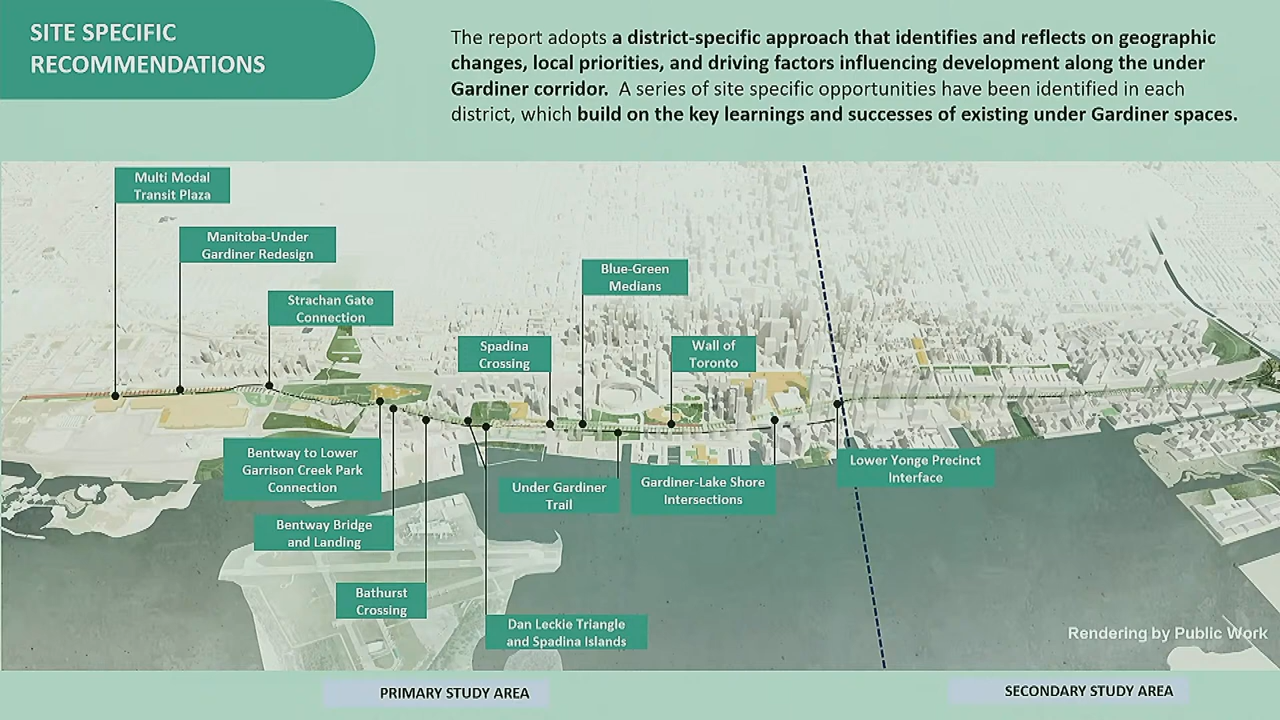 SITE SPECIFIC
RECOMMENDATIONS
The report adopts a district-specific approach that identifies and reflects on geographic
changes, local priorities, and driving factors influencing development along the under
Gardiner corridor. A series of site specific opportunities have been identified in each
district, which build on the key learnings and successes of existing under Gardiner spaces.
Multi Modal
Transit Plaza
Manitoba-Under
Gardiner Redesign
Strachan Gate
Connection
Blue-Green
Medians
Spadina
Crossing
Wall of
Toronto
Bentway to Lower
Garrison Creek Park
Connection
Bentway Bridge
and Landing
Bathurst
Crossing
Dan Leckie Triangle
and Spadina Islands
Under Gardiner
Trail
Gardiner-Lake Shore
Intersections
Lower Yonge Precinct
Interface
Rendering by Public Work
PRIMARY STUDY AREA
SECONDARY STUDY AREA